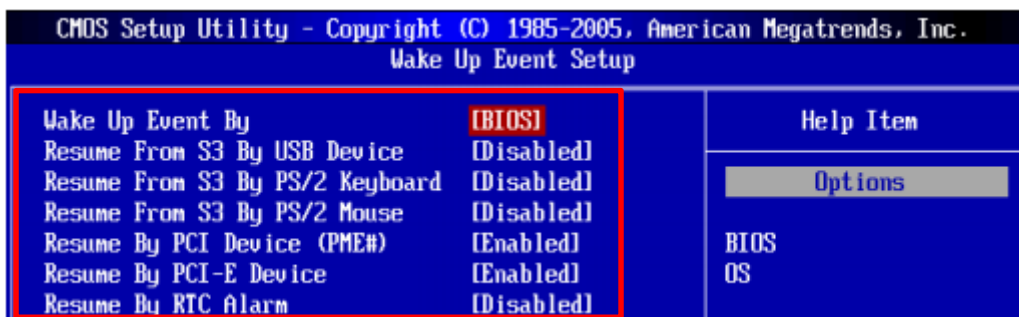 CMOS Setup Utility - Copyright (C) 1985-2005, American Megatrends, Inc.
Wake Up Event Setup
Wake Up Event By [BIOS]
Resume From S3 By USB Device [Disabled]
Resume From S3 By PS/2 Keyboard [Disabled]
Resume From S3 By PS/2 Mouse [Disabled]
Resume By PCI Device (PME#) [Enabled]
Resume By PCI-E Device [Enabled]
Resume By RTC Alarm [Disabled]
Help Item
Options
BIOS
OS